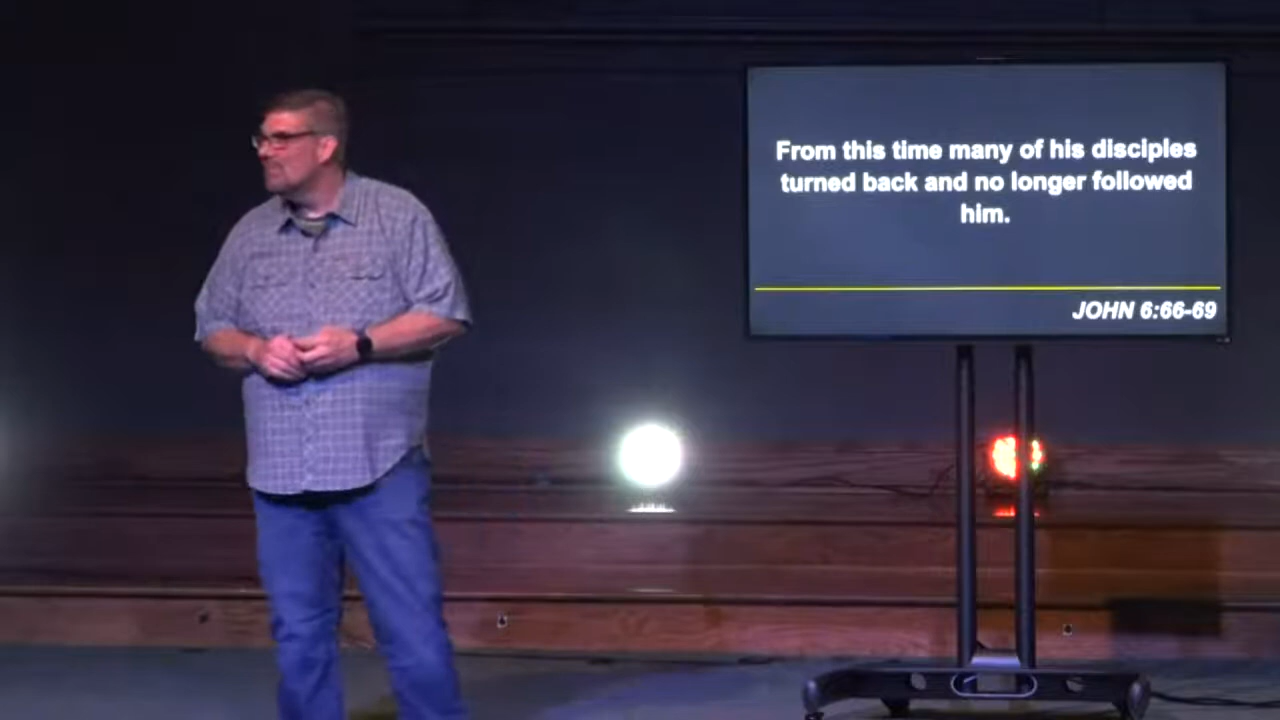 From this time many of his disciples
turned back and no longer followed
him.
JOHN 6:66-69